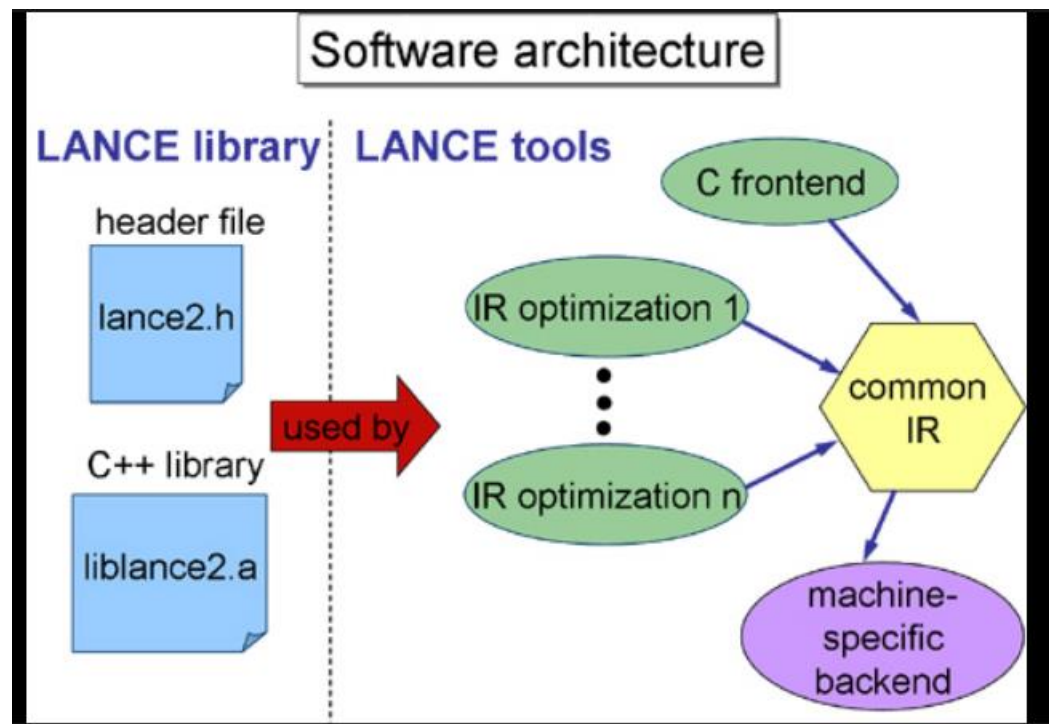 Software architecture
LANCE library
LANCE tools
header file
lance2.h
C++ library
liblance2.a
used by
C frontend
IR optimization 1
IR optimization n
common
IR
machine-
specific
backend